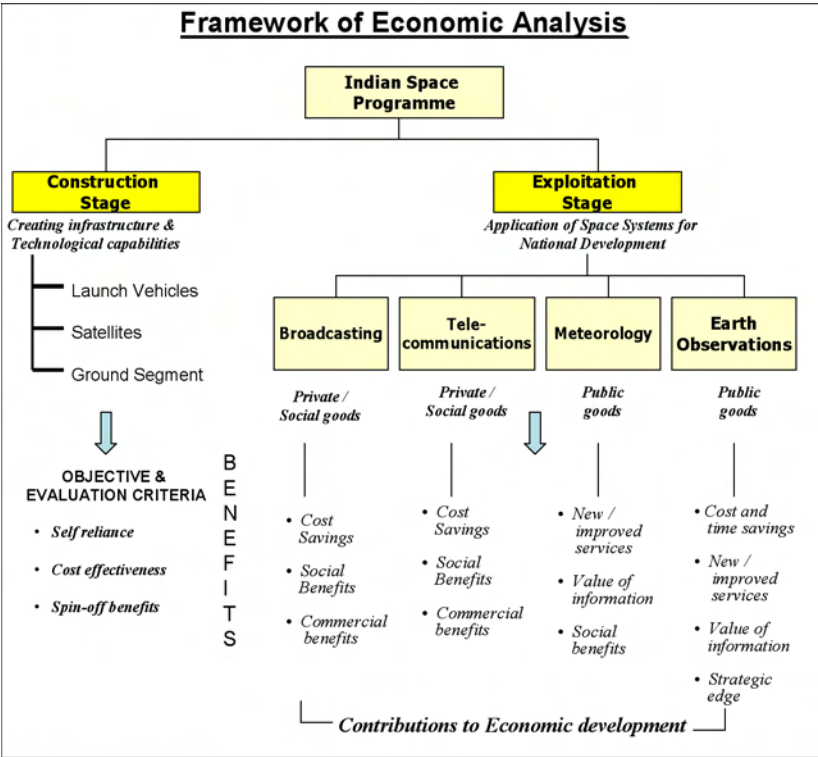 Framework of Economic Analysis
Indian Space
Programme
Construction
Stage
Creating infrastructure &
Technological capabilities
Launch Vehicles
Satellites
Ground Segment
OBJECTIVE &
EVALUATION CRITERIA
• Self reliance
• Cost effectiveness
• Spin-off benefits
Exploitation
Stage
Application of Space Systems for
National Development
Broadcasting
Tele-
communications
Meteorology
Earth
Observations
Private /
Social goods
Private /
Social goods
Public
goods
Public
goods
B
E
N
E
F
I
T
S
• Cost
Savings
• Social
Benefits
• Commercial
benefits
• Cost
Savings
• Social
Benefits
• Commercial
benefits
• New /
improved
services
• Value of
information
• Social
benefits
• Cost and
time savings
• New /
improved
services
• Value of
information
• Strategic
edge
Contributions to Economic development